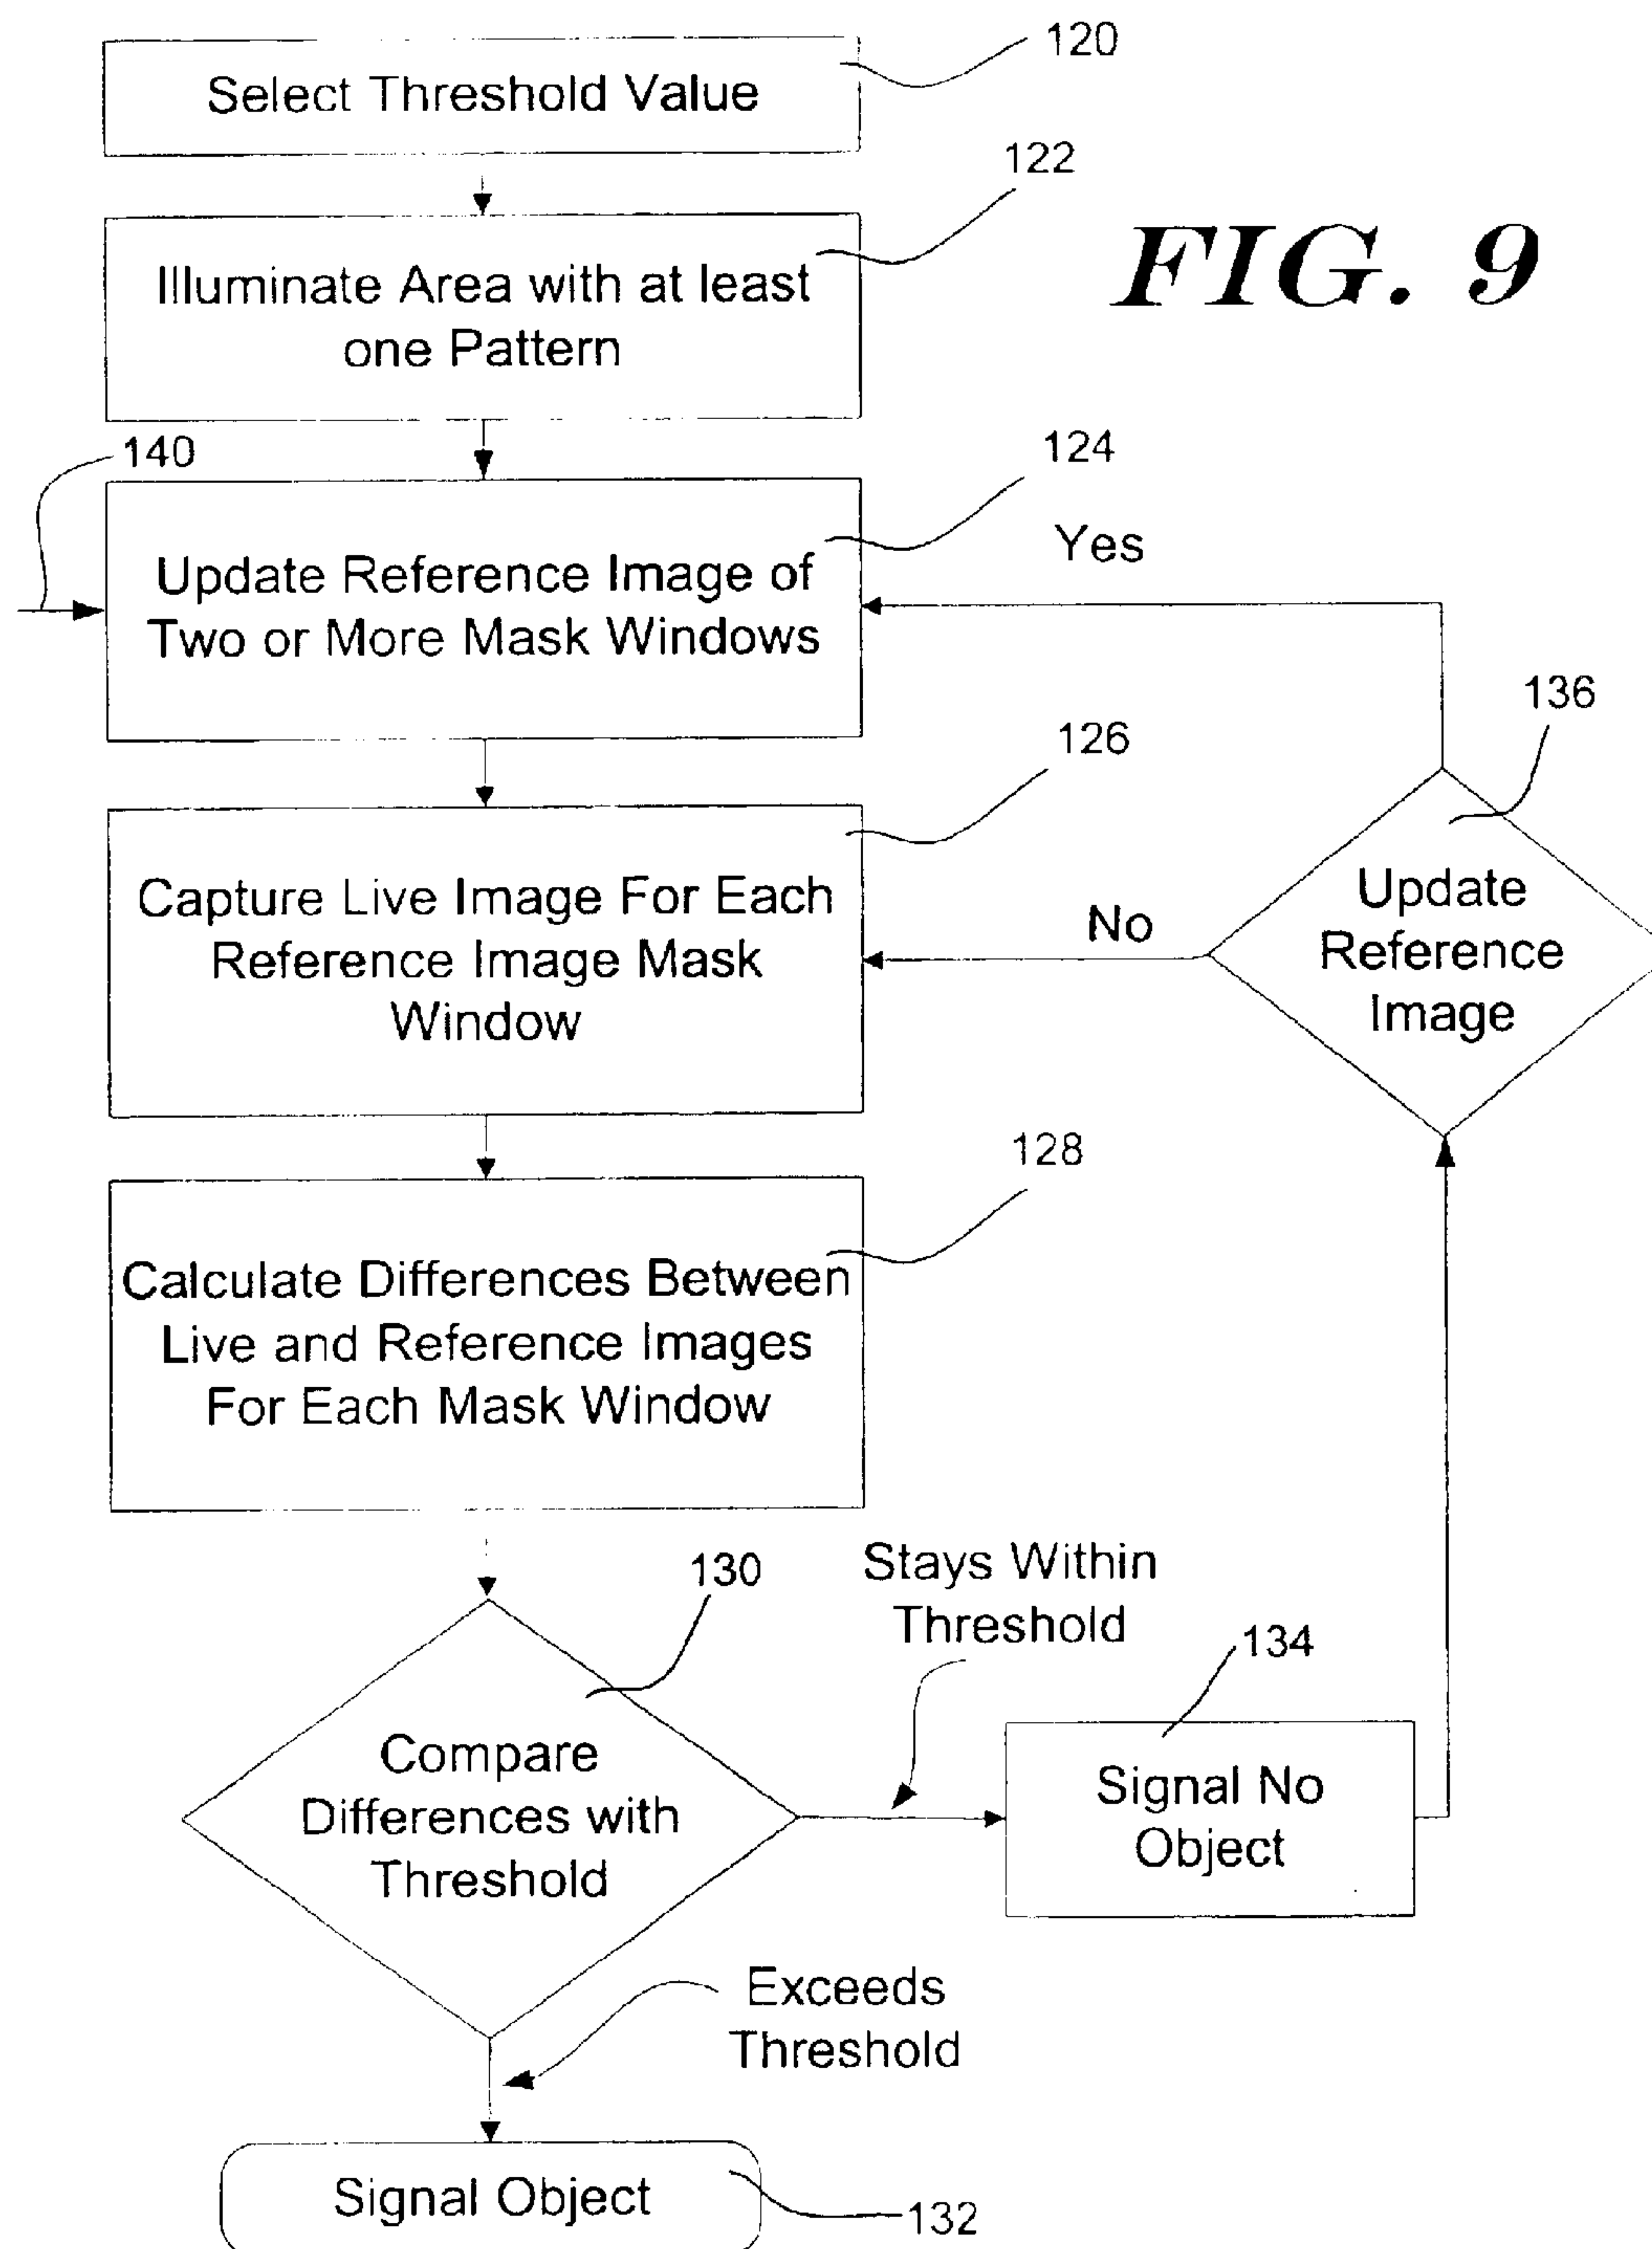 120
Select Threshold Value
122
FIG. 9
Illuminate Area with at least
one Pattern
140
124
Yes
Update Reference Image of
Two or More Mask Windows
136
126
Capture Live Image For Each
Reference Image Mask
Window
No
Update
Reference
Image
128
Calculate Differences Between
Live and Reference Images
For Each Mask Window
130
Stays Within
Threshold
134
Compare
Differences with
Threshold
Signal No
Object
Exceeds
Threshold
Signal Object
132